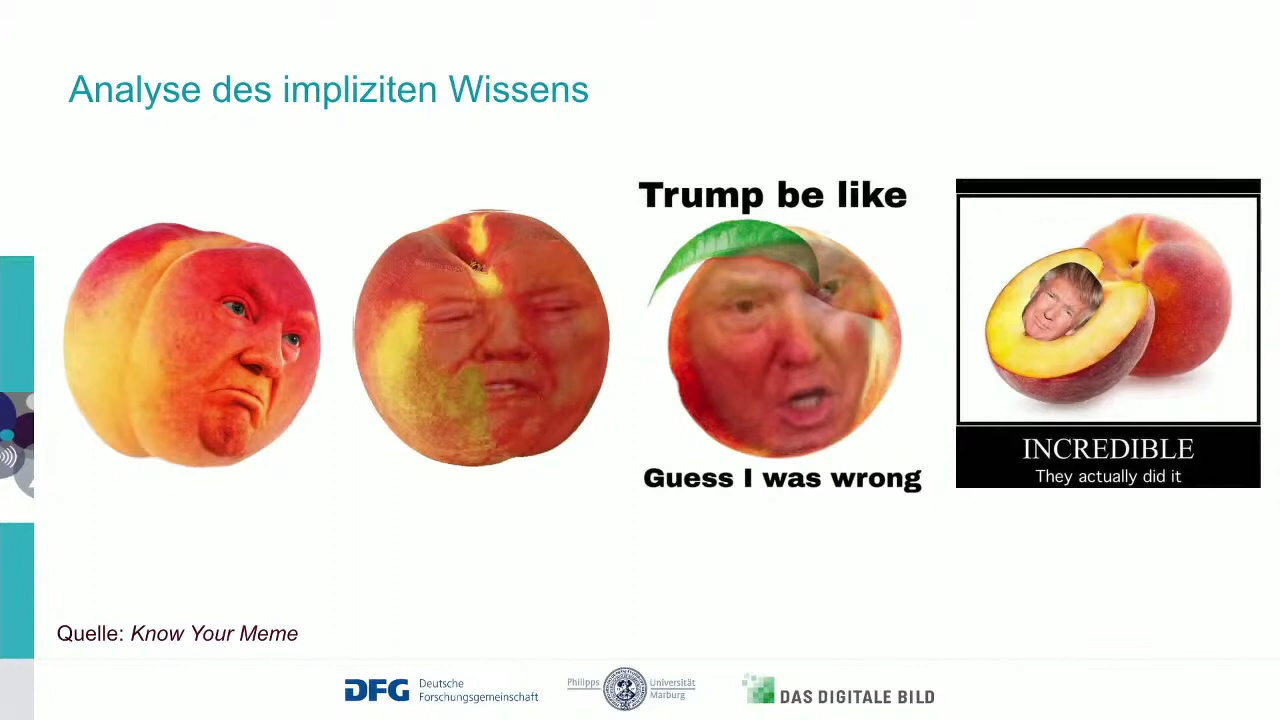 Analyse des impliziten Wissens
Trump be like
Guess I was wrong
INCREDIBLE
They actually did it
Quelle: Know Your Meme
DFG Deutsche
Forschungsgemeinschaft
Philipps Universität
Marburg
DAS DIGITALE BILD